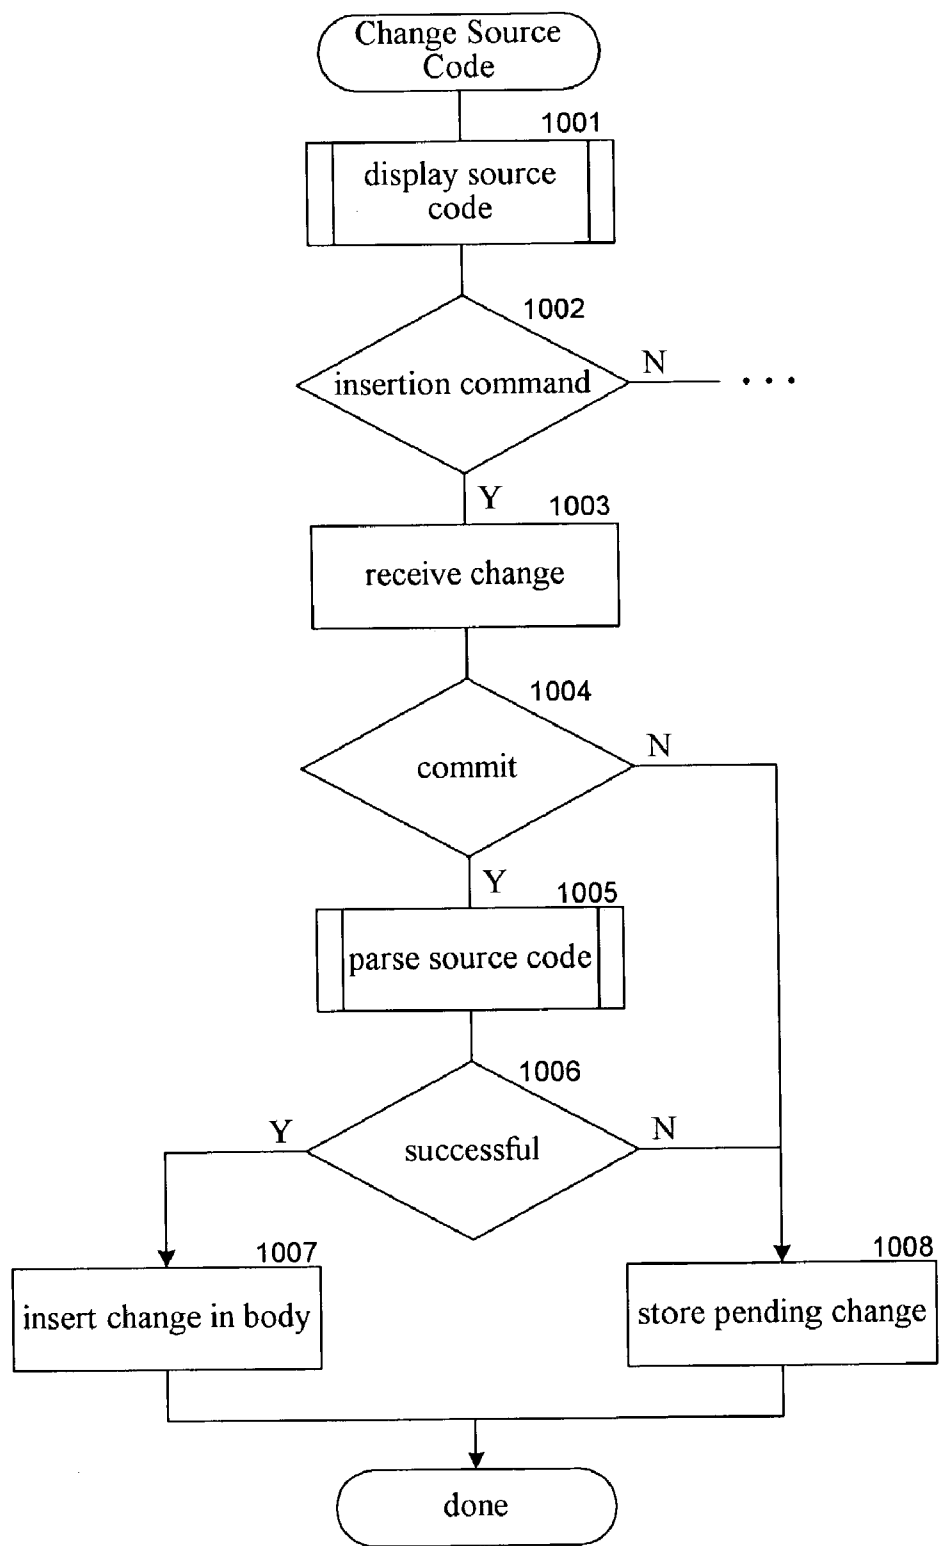 Change Source
Code
1001
display source
code
1002
insertion command
N
. . .
Y
1003
receive change
1004
commit
N
Y
1005
parse source code
1006
successful
Y
N
1007
insert change in body
1008
store pending change
done